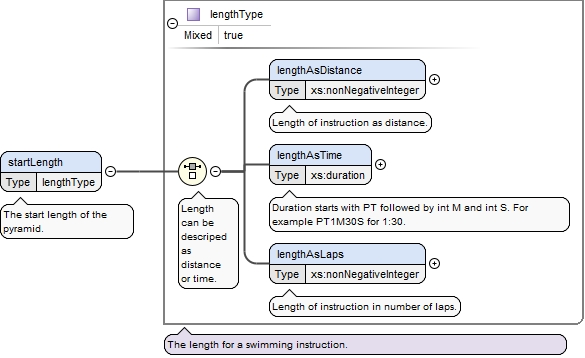 lengthType
Mixed true
lengthAsDistance
Type xs:nonNegativeInteger
Length of instruction as distance.
startLength
Type lengthType
The start length of the
pyramid.
Length
can be
descriped
as
distance
or time.
lengthAsTime
Type xs:duration
Duration starts with PT followed by int M and int S. For
example PT1M30S for 1:30.
lengthAsLaps
Type xs:nonNegativeInteger
Length of instruction in number of laps.
The length for a swimming instruction.